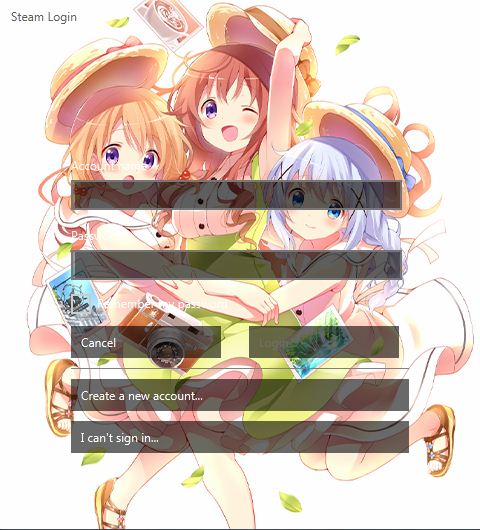 Steam Login
Account name
Password
Remember my password
Cancel
Login
Create a new account...
I can't sign in...